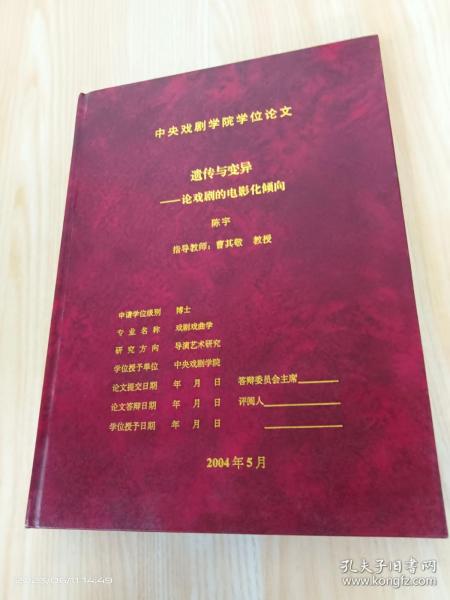 中央戏剧学院学位论文
遗传与变异
——论戏剧的电影化倾向
陈宇
指导教师：曹其敬 教授
申请学位级别 博士
专业名称 戏剧戏曲学
研究方向 导演艺术研究
学位授予单位 中央戏剧学院
论文提交日期 年 月 日 答辩委员会主席
论文答辩日期 年 月 日 评阅人
学位授予日期 年 月 日
2004年5月
2023/06/11 14:49
孔夫子旧书网
www.kongfz.com